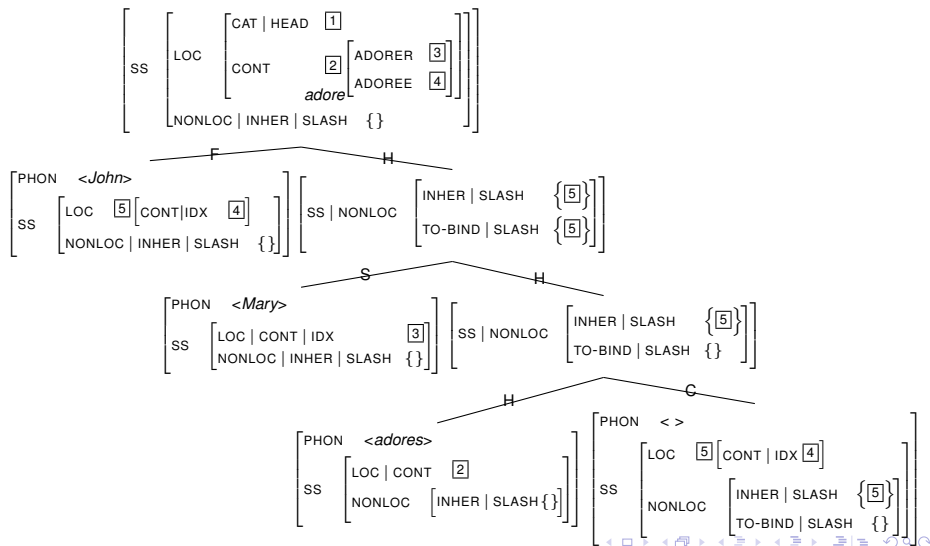 CAT | HEAD 1
SS LOC CONT 2 ADORER 3
adore ADOREE 4
NONLOC | INHER | SLASH {}
F H
PHON <John>
SS LOC 5 CONT|IDX 4
NONLOC | INHER | SLASH {}
SS | NONLOC INHER | SLASH {5}
TO-BIND | SLASH {5}
S H
PHON <Mary>
SS LOC | CONT | IDX 3
NONLOC | INHER | SLASH {}
SS | NONLOC INHER | SLASH {5}
TO-BIND | SLASH {}
H C
PHON <adores>
SS LOC | CONT 2
NONLOC INHER | SLASH {}
PHON < >
SS LOC 5 CONT | IDX 4
NONLOC INHER | SLASH {5}
TO-BIND | SLASH {}